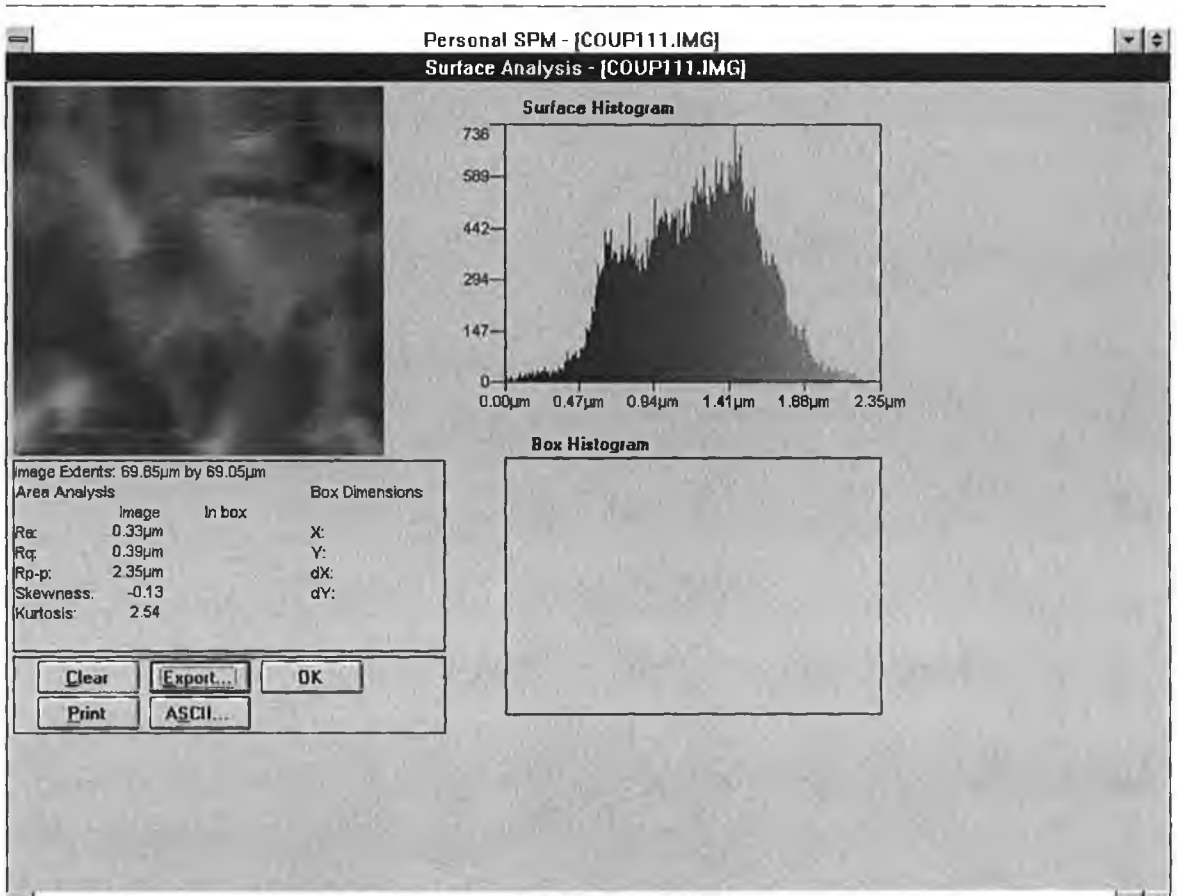 Personal SPM - [COUP111.IMG]
Surface Analysis - [COUP111.IMG]
Surface Histogram
736
589
442
294
147
0
0.00µm 0.47µm 0.94µm 1.41µm 1.88µm 2.35µm
Box Histogram
Image Extents: 69.85µm by 69.05µm
Area Analysis Box Dimensions
Image In box
Ra: 0.33µm X:
Rq: 0.39µm Y:
Rp-p: 2.35µm dX:
Skewness: -0.13 dY:
Kurtosis: 2.54
Clear Export... OK
Print ASCII...